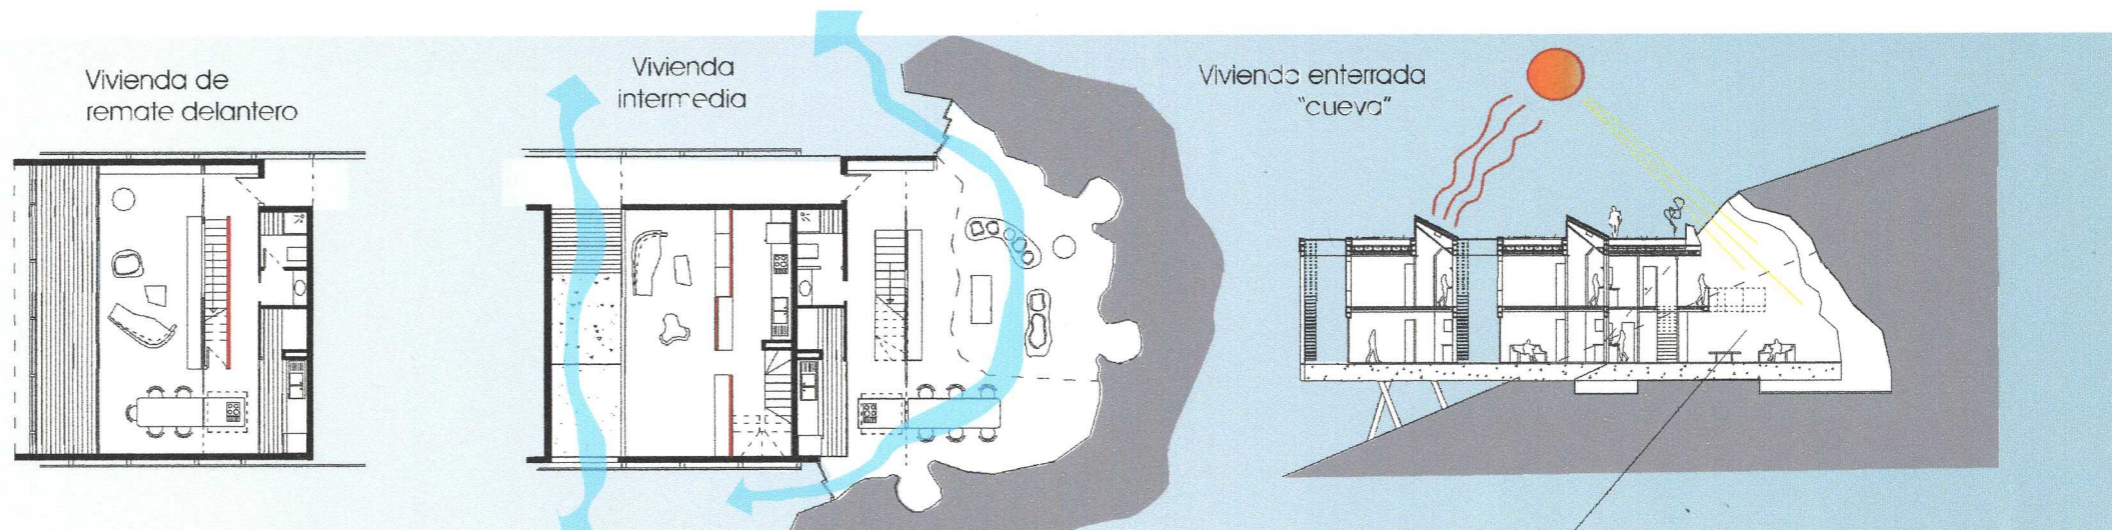 Vivienda de
remate delantero
Vivienda
intermedia
Vivienda enterrada
"cueva"